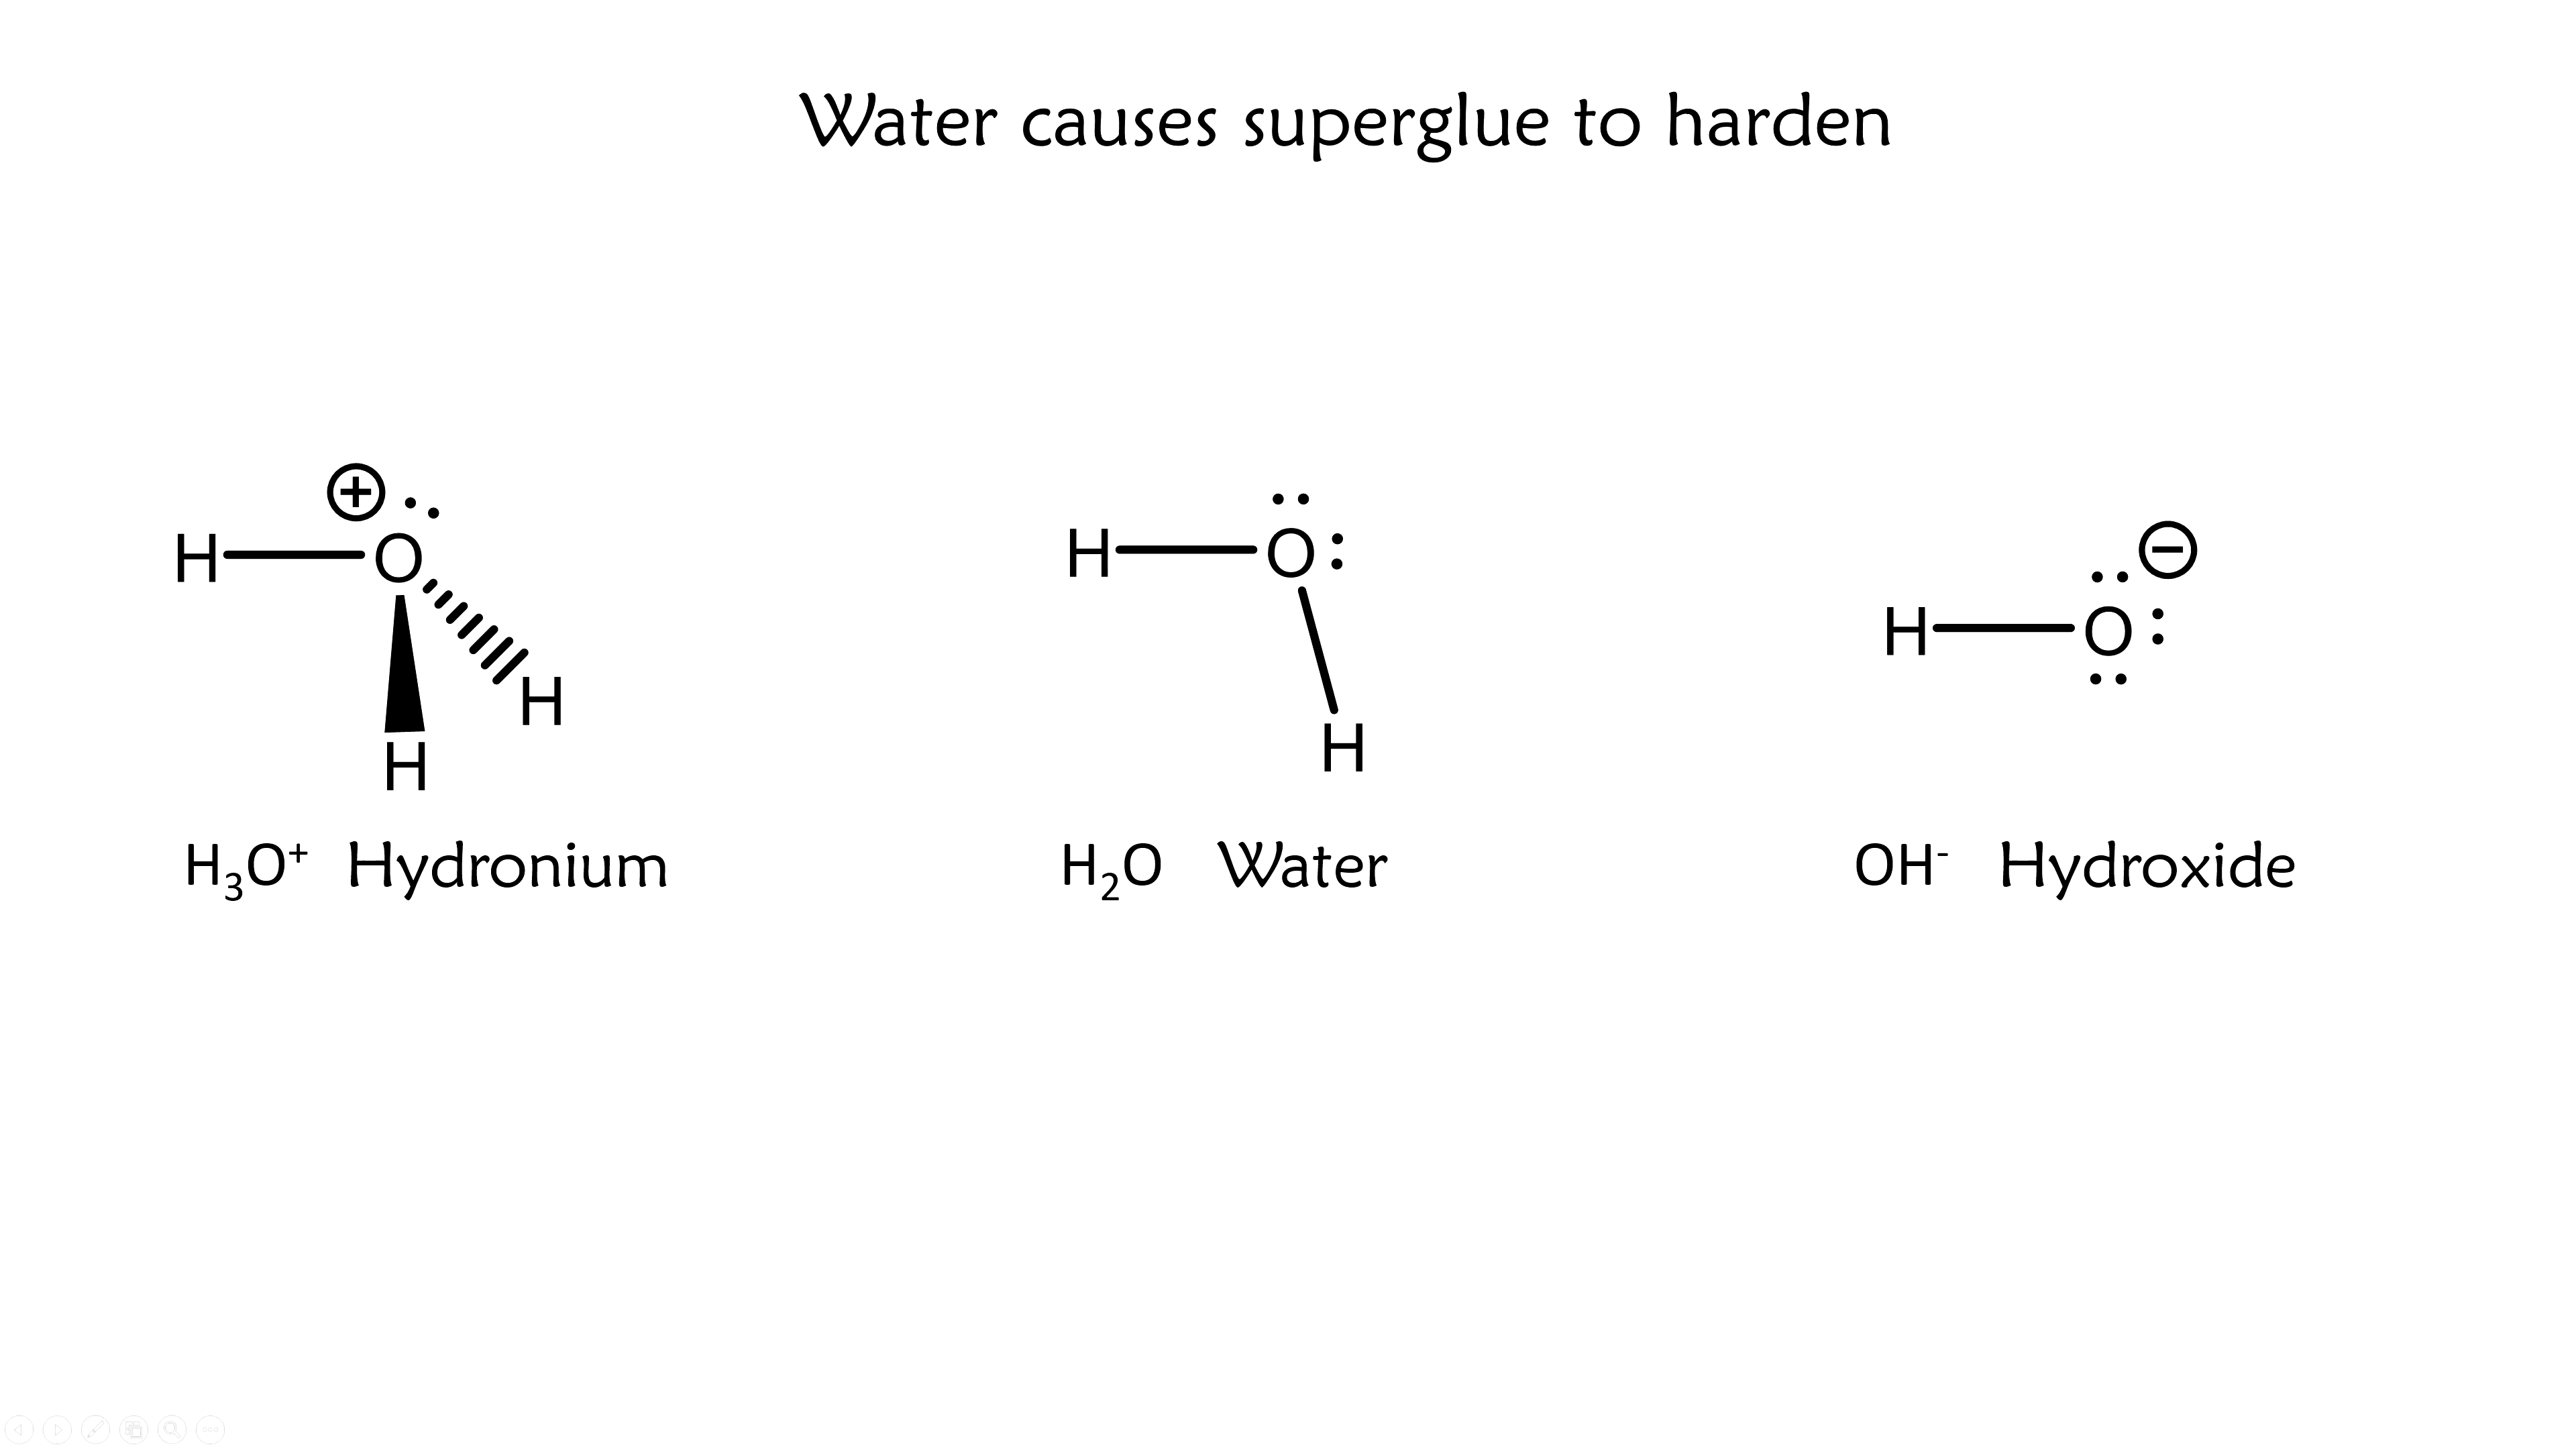 Water causes superglue to harden
H O
H
H
H₃O⁺ Hydronium
H O
H
H₂O Water
H O
OH⁻ Hydroxide